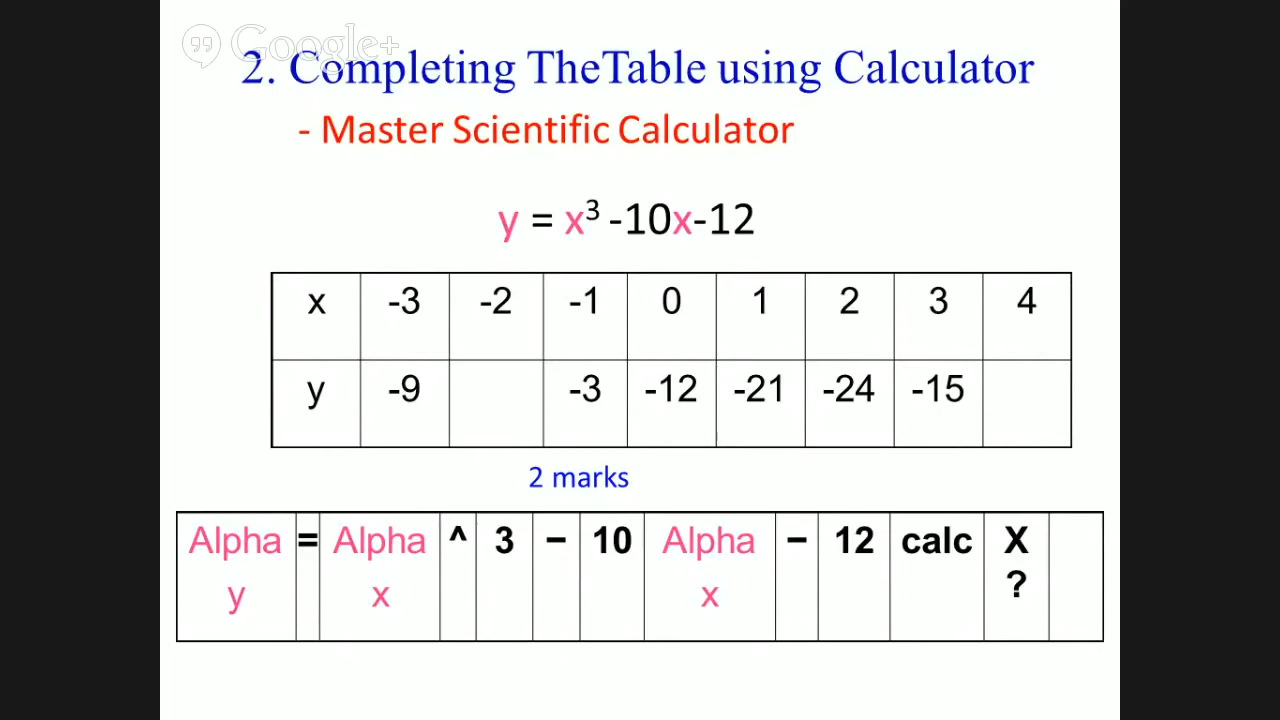 Google+
2. Completing TheTable using Calculator
- Master Scientific Calculator
y = x³ -10x-12
x -3 -2 -1 0 1 2 3 4
y -9 -3 -12 -21 -24 -15
2 marks
Alpha = Alpha ^ 3 − 10 Alpha − 12 calc X
y x x ?